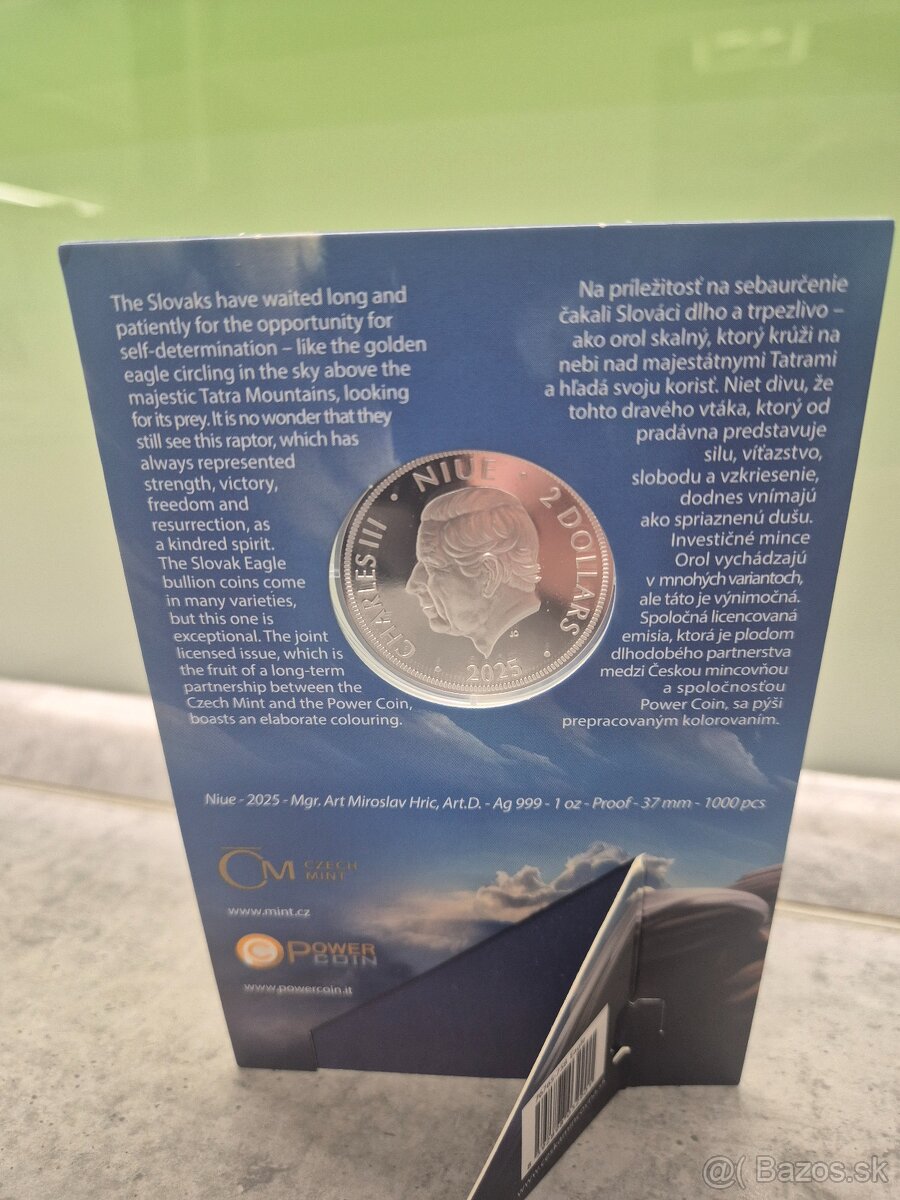 The Slovaks have waited long and
patiently for the opportunity for
self-determination – like the golden
eagle circling in the sky above the
majestic Tatra Mountains, looking
for its prey. It is no wonder that they
still see this raptor, which has
always represented
strength, victory,
freedom and
resurrection, as
a kindred spirit.
The Slovak Eagle
bullion coins come
in many varieties,
but this one is
exceptional. The joint
licensed issue, which is
the fruit of a long-term
partnership between the
Czech Mint and the Power Coin,
boasts an elaborate colouring.
Na príležitosť na sebaurčenie
čakali Slováci dlho a trpezlivo –
ako orol skalný, ktorý krúži na
nebi nad majestátnymi Tatrami
a hľadá svoju korisť. Niet divu, že
tohto dravého vtáka, ktorý od
pradávna predstavuje
silu, víťazstvo,
slobodu a vzkriesenie,
dodnes vnímajú
ako spriaznenú dušu.
Investičné mince
Orol vychádzajú
v mnohých variantoch,
ale táto je výnimočná.
Spoločná licencovaná
emisia, ktorá je plodom
dlhodobého partnerstva
medzi Českou mincovňou
a spoločnosťou
Power Coin, sa pýši
prepracovaným kolorovaním.
CHARLES III · NIUE · 2 DOLLARS
JC
2025
Niue - 2025 - Mgr. Art Miroslav Hric, Art.D. - Ag 999 - 1 oz - Proof - 37 mm - 1000 pcs
ČM CZECH
MINT
www.mint.cz
POWER
COIN
www.powercoin.it
@( Bazos.sk